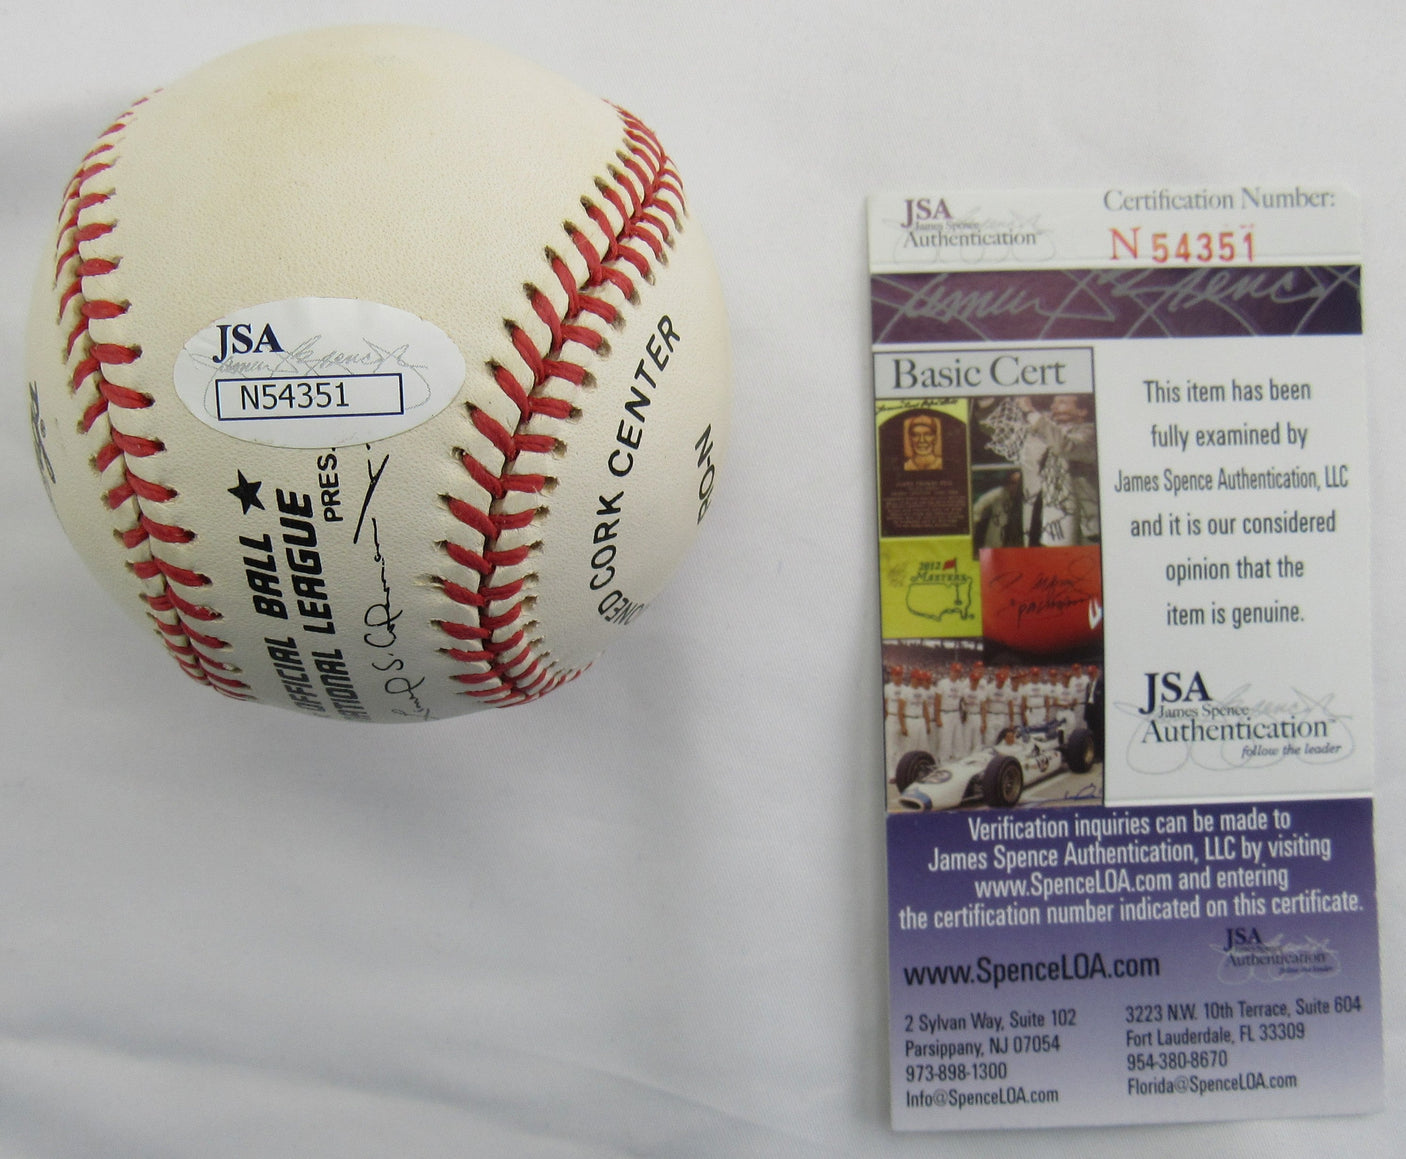 JSA
N54351
OFFICIAL BALL
NATIONAL LEAGUE
PRES.
CORK CENTER
JSA
James Spence
Authentication
Certification Number:
N 54351
Basic Cert
2012
MASTERS
This item has been
fully examined by
James Spence Authentication, LLC
and it is our considered
opinion that the
item is genuine.
JSA
James Spence
Authentication™
follow the leader
Verification inquiries can be made to
James Spence Authentication, LLC by visiting
www.SpenceLOA.com and entering
the certification number indicated on this certificate.
JSA
Authentication
www.SpenceLOA.com
2 Sylvan Way, Suite 102
Parsippany, NJ 07054
973-898-1300
Info@SpenceLOA.com
3223 N.W. 10th Terrace, Suite 604
Fort Lauderdale, FL 33309
954-380-8670
Florida@SpenceLOA.com